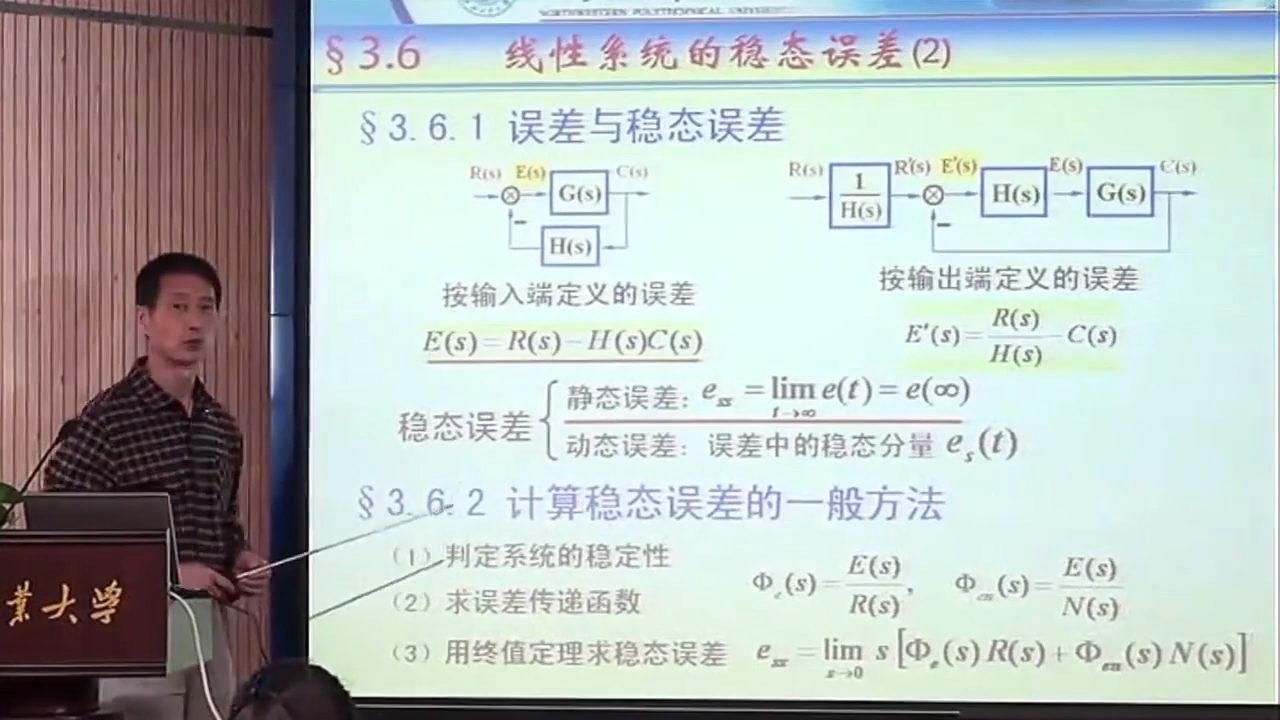 NORTHWESTERN POLYTECHNICAL UNIVERSITY
§3.6 线性系统的稳态误差(2)
§3.6.1 误差与稳态误差
R(s) E(s) G(s) C(s)
H(s)
按输入端定义的误差
E(s)=R(s)-H(s)C(s)
R(s) 1/H(s) R'(s) E'(s) H(s) E(s) G(s) C(s)
按输出端定义的误差
E'(s)=R(s)/H(s)-C(s)
稳态误差
静态误差: e_ss=lim_{t→∞} e(t)=e(∞)
动态误差: 误差中的稳态分量 e_s(t)
§3.6.2 计算稳态误差的一般方法
(1)判定系统的稳定性
(2)求误差传递函数 Φ_e(s)=E(s)/R(s), Φ_en(s)=E(s)/N(s)
(3)用终值定理求稳态误差 e_ss=lim_{s→0} s[Φ_e(s)R(s)+Φ_en(s)N(s)]
业大学